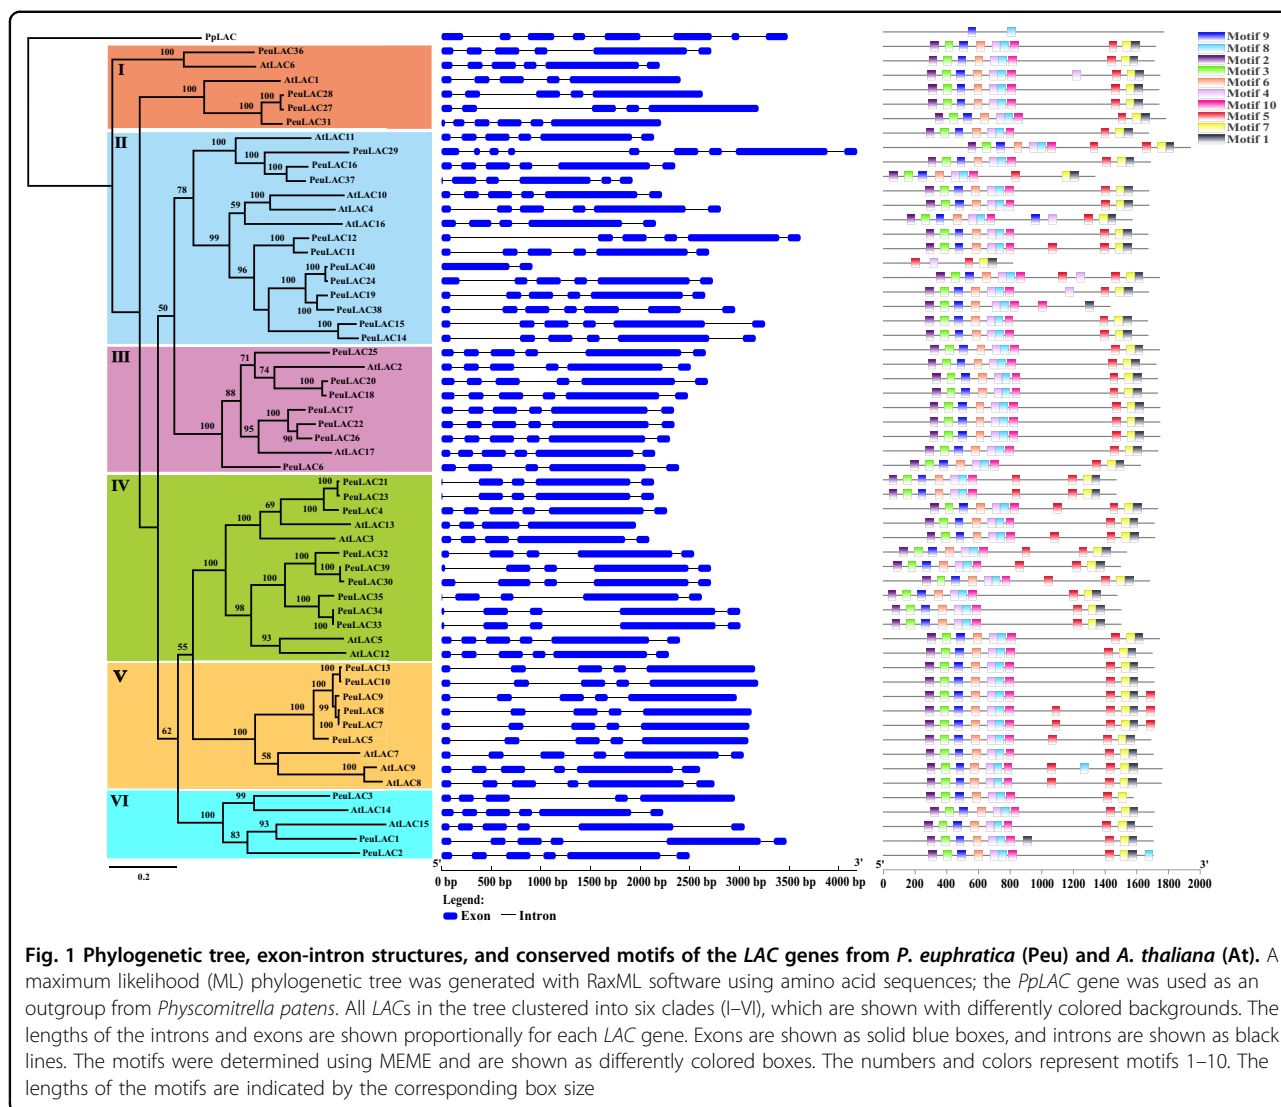 PpLAC
I
PeuLAC36
AtLAC6
AtLAC1
PeuLAC28
PeuLAC27
PeuLAC31
II
AtLAC11
PeuLAC29
PeuLAC16
PeuLAC37
AtLAC10
AtLAC4
AtLAC16
PeuLAC12
PeuLAC11
PeuLAC40
PeuLAC24
PeuLAC19
PeuLAC38
PeuLAC15
PeuLAC14
III
PeuLAC25
AtLAC2
PeuLAC20
PeuLAC18
PeuLAC17
PeuLAC22
PeuLAC26
AtLAC17
PeuLAC6
IV
PeuLAC21
PeuLAC23
PeuLAC4
AtLAC13
AtLAC3
PeuLAC32
PeuLAC39
PeuLAC30
PeuLAC35
PeuLAC34
PeuLAC33
AtLAC5
AtLAC12
V
PeuLAC13
PeuLAC10
PeuLAC9
PeuLAC8
PeuLAC7
PeuLAC5
AtLAC7
AtLAC9
AtLAC8
VI
PeuLAC3
AtLAC14
AtLAC15
PeuLAC1
PeuLAC2
100
100
100
100
100
100
100
78
100
59
99
100
96
100
100
100
100
50
71
74
100
88
100
95
90
100
100
69
100
100
100
100
100
98
100
93
55
100
100
100
99
100
100
58
100
62
99
100
93
83
0.2
5' 3'
0 bp 500 bp 1000 bp 1500 bp 2000 bp 2500 bp 3000 bp 3500 bp 4000 bp
Legend:
Exon Intron
Motif 9
Motif 8
Motif 2
Motif 3
Motif 6
Motif 4
Motif 10
Motif 5
Motif 7
Motif 1
5' 3'
0 200 400 600 800 1000 1200 1400 1600 1800 2000
Fig. 1 Phylogenetic tree, exon-intron structures, and conserved motifs of the LAC genes from P. euphratica (Peu) and A. thaliana (At). A
maximum likelihood (ML) phylogenetic tree was generated with RaxML software using amino acid sequences; the PpLAC gene was used as an
outgroup from Physcomitrella patens. All LACs in the tree clustered into six clades (I–VI), which are shown with differently colored backgrounds. The
lengths of the introns and exons are shown proportionally for each LAC gene. Exons are shown as solid blue boxes, and introns are shown as black
lines. The motifs were determined using MEME and are shown as differently colored boxes. The numbers and colors represent motifs 1–10. The
lengths of the motifs are indicated by the corresponding box size